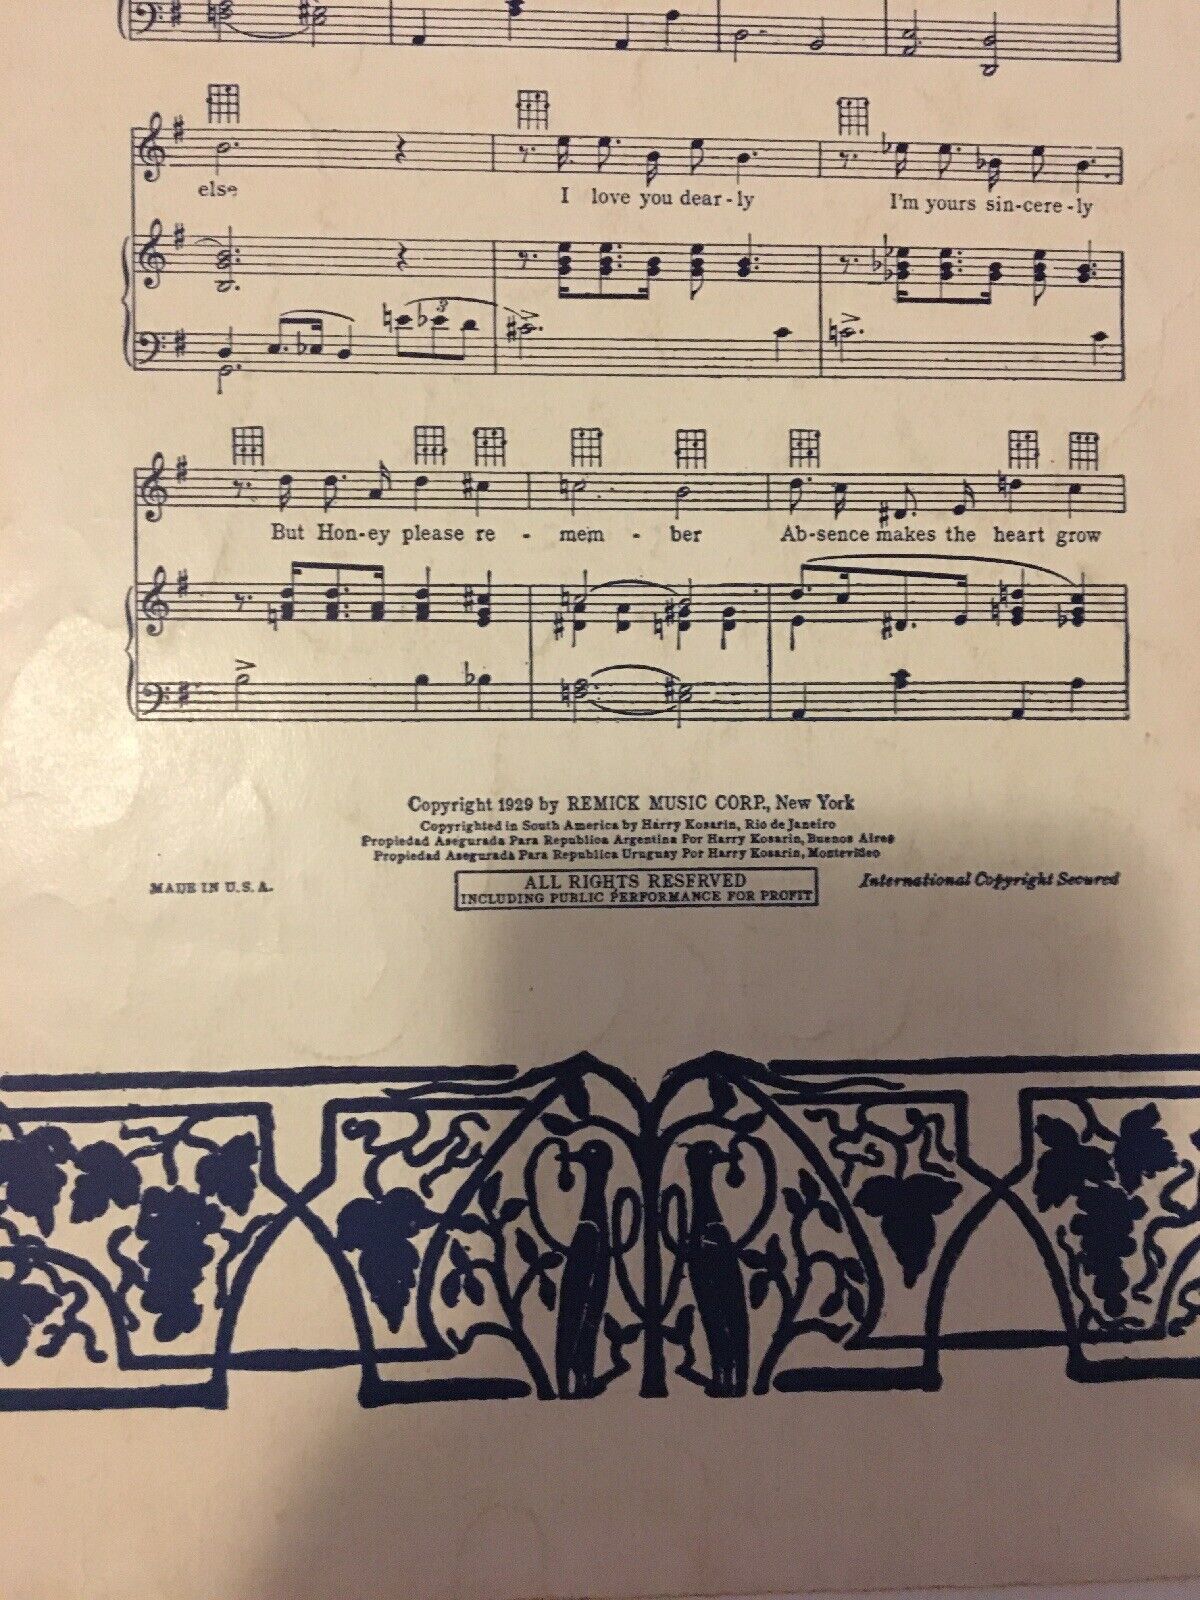 else I love you dear-ly I'm yours sin-cere-ly
3
But Hon-ey please re - mem - ber Ab-sence makes the heart grow
Copyright 1929 by REMICK MUSIC CORP., New York
Copyrighted in South America by Harry Kosarin, Rio de Janeiro
Propiedad Asegurada Para Republica Argentina Por Harry Kosarin, Buenos Aires
Propiedad Asegurada Para Republica Uruguay Por Harry Kosarin, Montevideo
MADE IN U.S.A.
ALL RIGHTS RESERVED
INCLUDING PUBLIC PERFORMANCE FOR PROFIT
International Copyright Secured